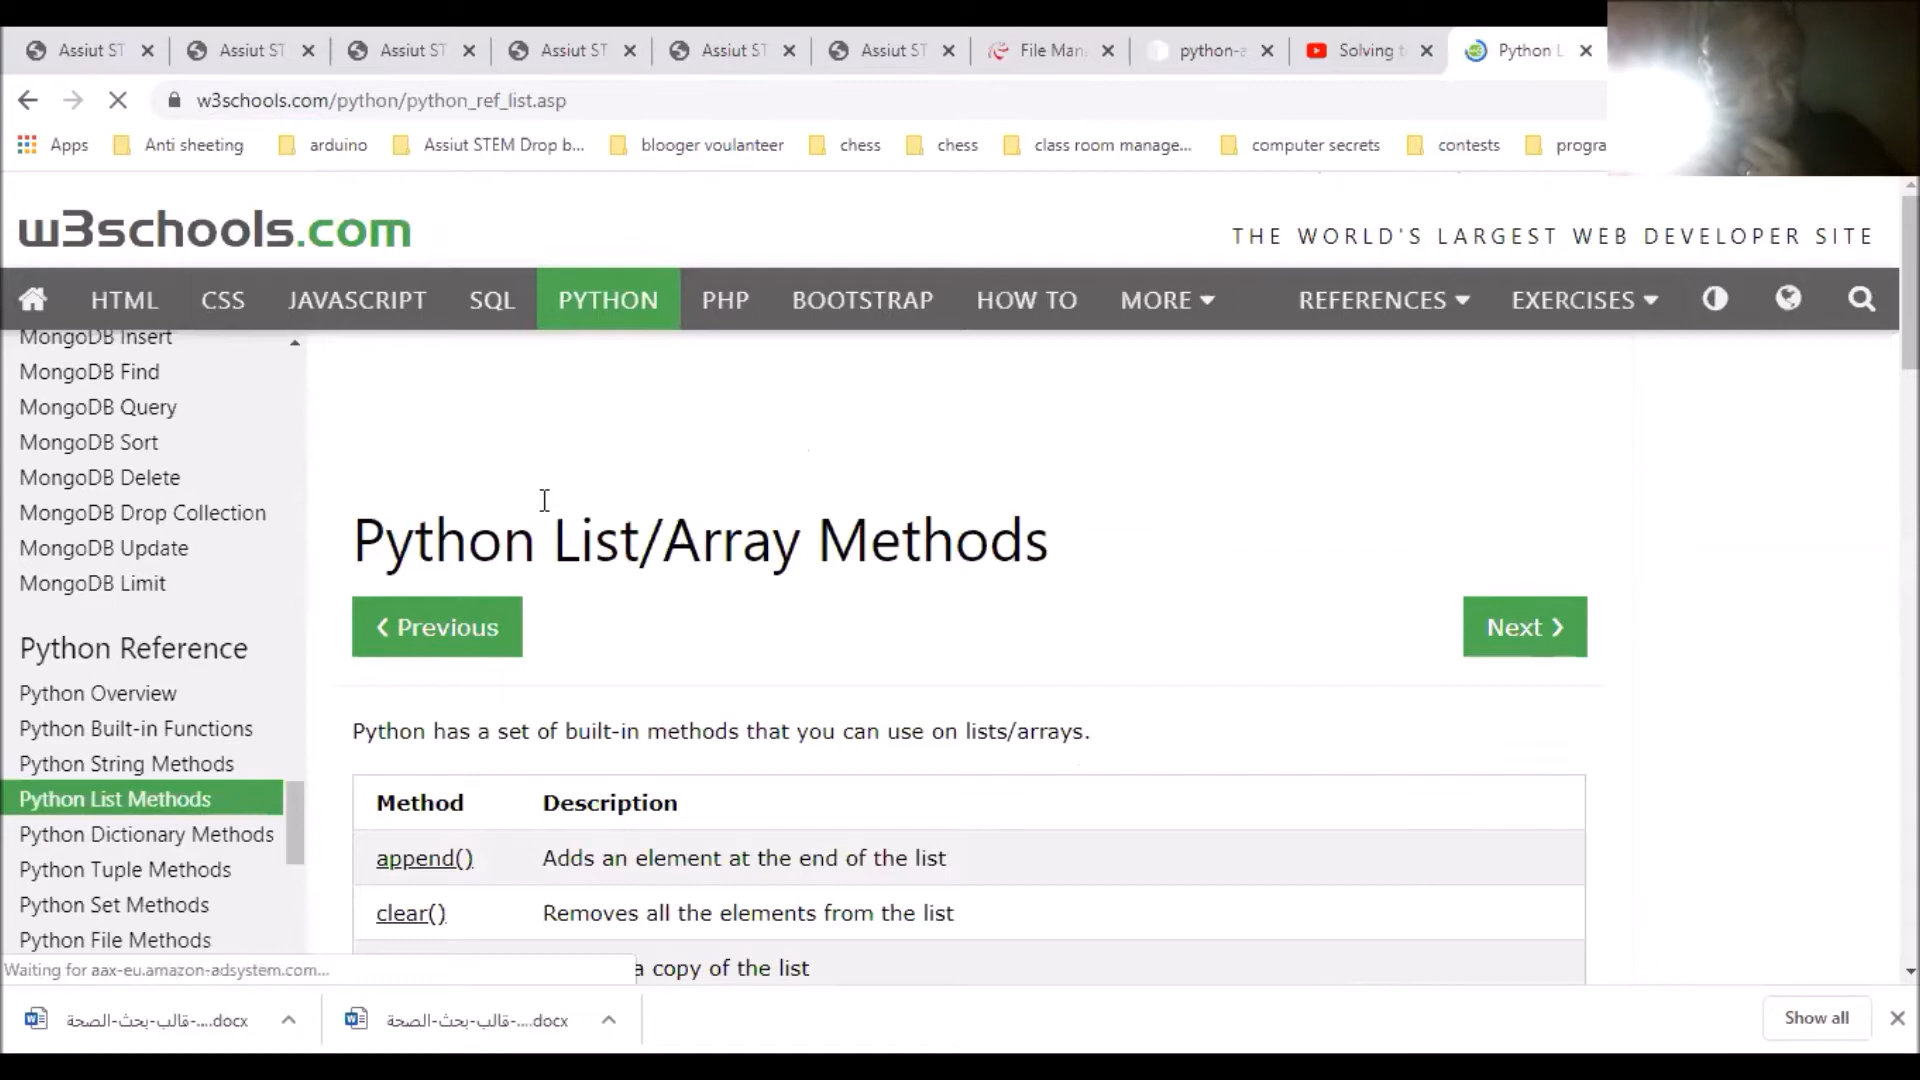 Assiut ST
Assiut ST
Assiut ST
Assiut ST
Assiut ST
Assiut ST
File Man
python-a
Solving t
Python L
w3schools.com/python/python_ref_list.asp
Apps
Anti sheeting
arduino
Assiut STEM Drop b...
blooger voulanteer
chess
chess
class room manage...
computer secrets
contests
progra
w3schools.com
THE WORLD'S LARGEST WEB DEVELOPER SITE
HTML
CSS
JAVASCRIPT
SQL
PYTHON
PHP
BOOTSTRAP
HOW TO
MORE
REFERENCES
EXERCISES
MongoDB Insert
MongoDB Find
MongoDB Query
MongoDB Sort
MongoDB Delete
MongoDB Drop Collection
MongoDB Update
MongoDB Limit
Python Reference
Python Overview
Python Built-in Functions
Python String Methods
Python List Methods
Python Dictionary Methods
Python Tuple Methods
Python Set Methods
Python File Methods
Waiting for aax-eu.amazon-adsystem.com...
Python List/Array Methods
❮ Previous
Next ❯
Python has a set of built-in methods that you can use on lists/arrays.
Method Description
append() Adds an element at the end of the list
clear() Removes all the elements from the list
a copy of the list
قالب-بحث-الصحة-....docx
قالب-بحث-الصحة-....docx
Show all